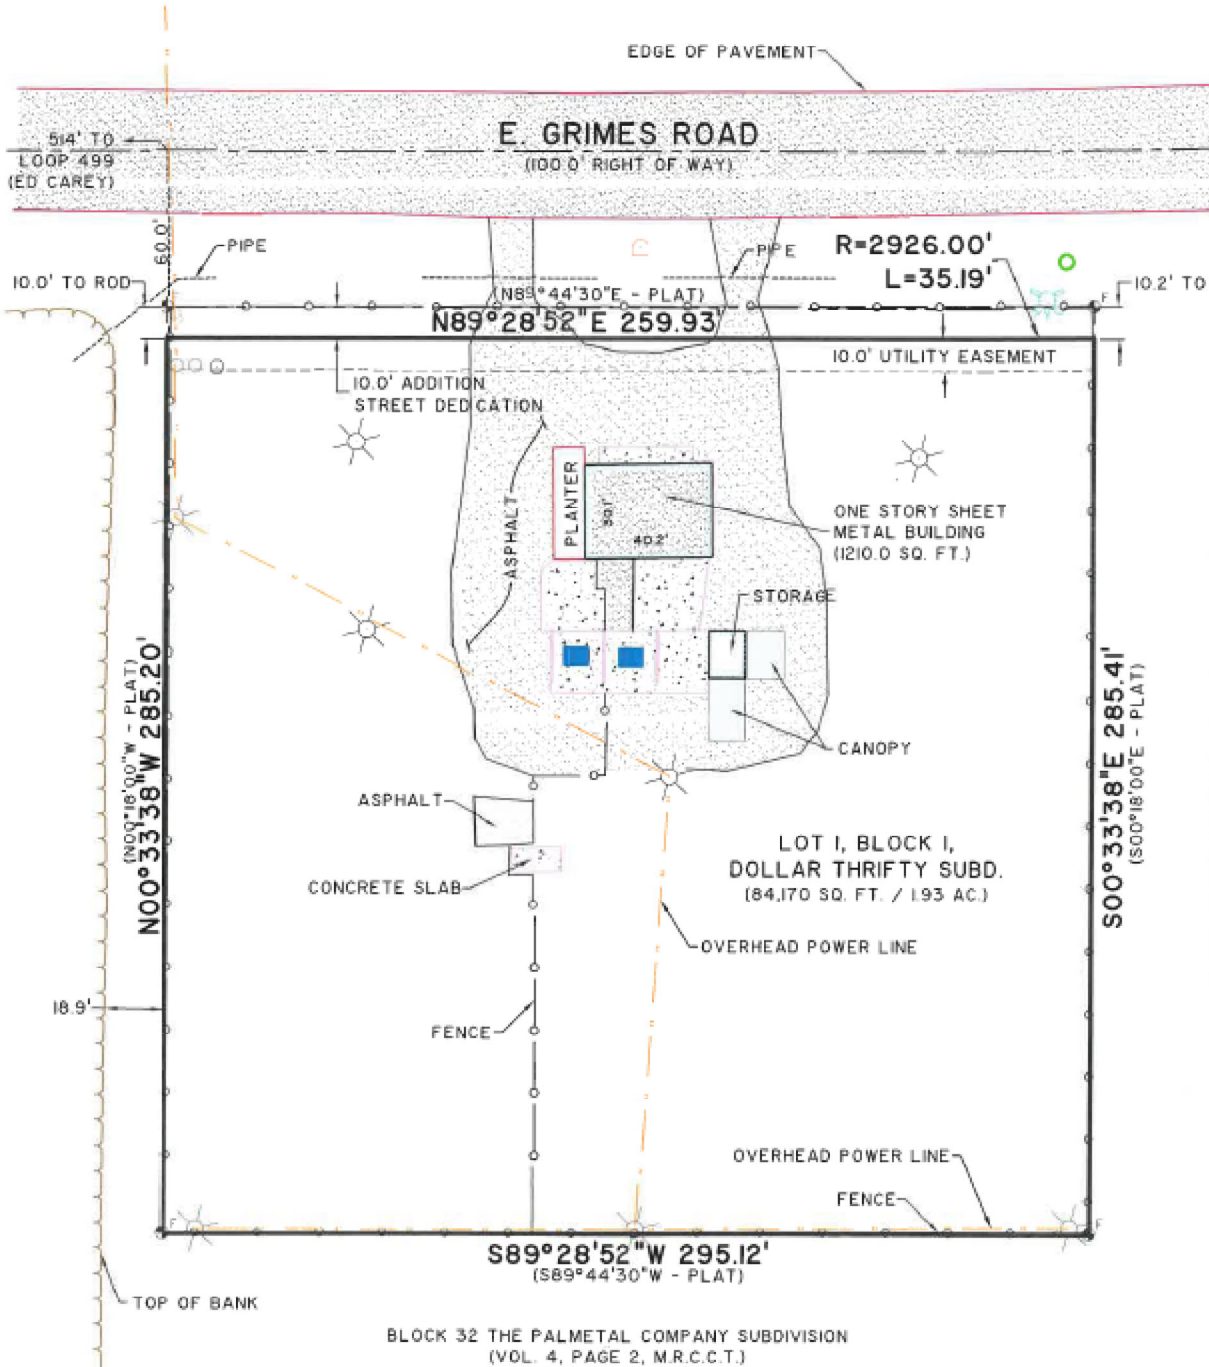 EDGE OF PAVEMENT
E. GRIMES ROAD
(100.0' RIGHT OF WAY)
514' TO
LOOP 499
(ED CAREY)
60.0'
PIPE
PIPE
R=2926.00'
L=35.19'
10.0' TO ROD
10.2' TO
(N89°44'30"E - PLAT)
N89°28'52"E 259.93'
10.0' UTILITY EASEMENT
10.0' ADDITION
STREET DEDICATION
ASPHALT
PLANTER
30.1'
40.2'
ONE STORY SHEET
METAL BUILDING
(1210.0 SQ. FT.)
STORAGE
CANOPY
N00°33'38"W 285.20'
(N00°18'00"W - PLAT)
S00°33'38"E 285.41'
(S00°18'00"E - PLAT)
ASPHALT
CONCRETE SLAB
LOT 1, BLOCK 1,
DOLLAR THRIFTY SUBD.
(84,170 SQ. FT. / 1.93 AC.)
OVERHEAD POWER LINE
18.9'
FENCE
OVERHEAD POWER LINE
FENCE
F
F
F
S89°28'52"W 295.12'
(S89°44'30"W - PLAT)
TOP OF BANK
BLOCK 32 THE PALMETAL COMPANY SUBDIVISION
(VOL. 4, PAGE 2, M.R.C.C.T.)